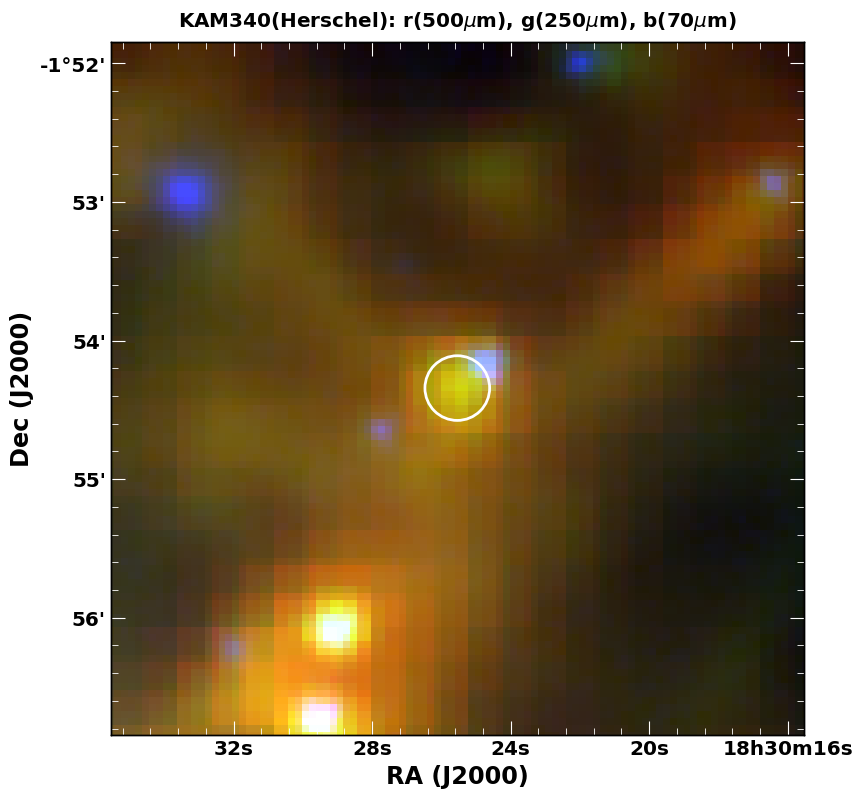 KAM340(Herschel): r(500μm), g(250μm), b(70μm)
-1°52'
53'
54'
55'
56'
Dec (J2000)
32s 28s 24s 20s 18h30m16s
RA (J2000)